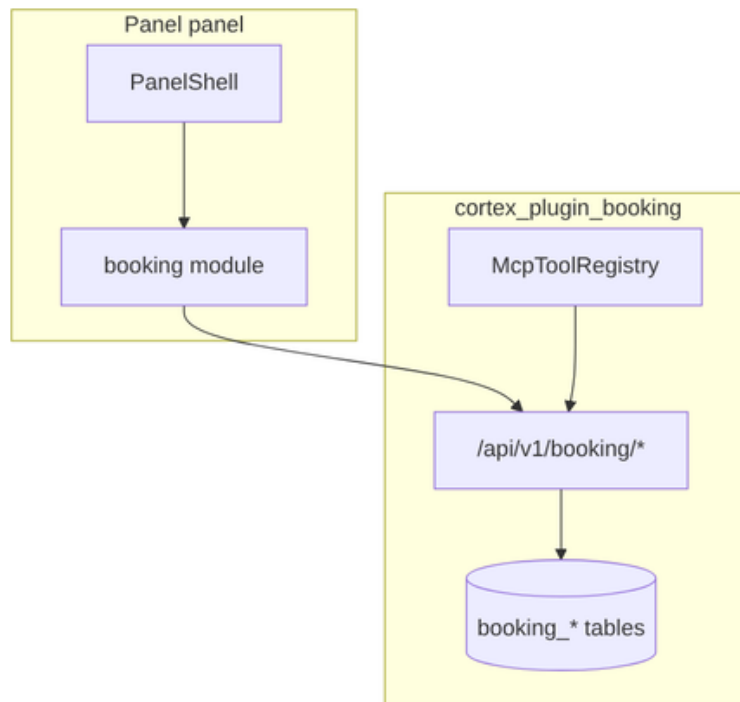 Panel panel
PanelShell
booking module
cortex_plugin_booking
McpToolRegistry
/api/v1/booking/*
booking_* tables